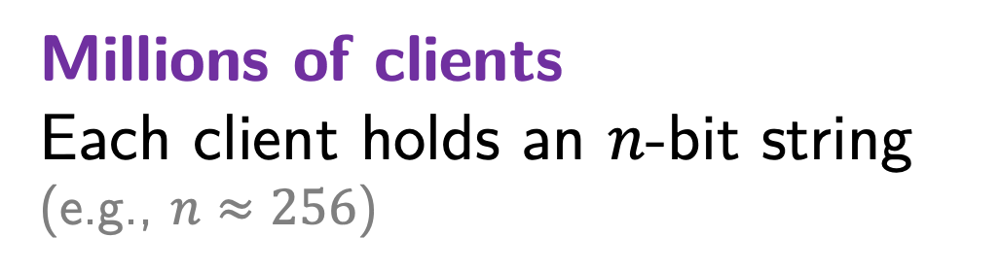 Millions of clients
Each client holds an n-bit string
(e.g., n ≈ 256)